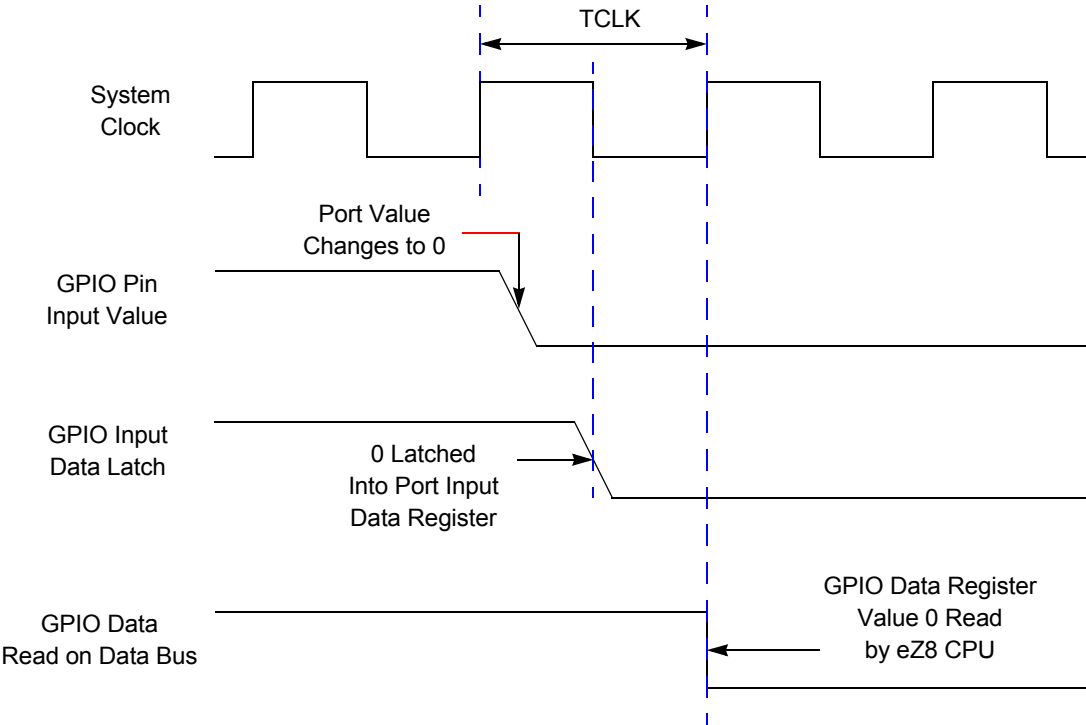 TCLK
System
Clock
Port Value
Changes to 0
GPIO Pin
Input Value
GPIO Input
Data Latch
0 Latched
Into Port Input
Data Register
GPIO Data Register
Value 0 Read
by eZ8 CPU
GPIO Data
Read on Data Bus